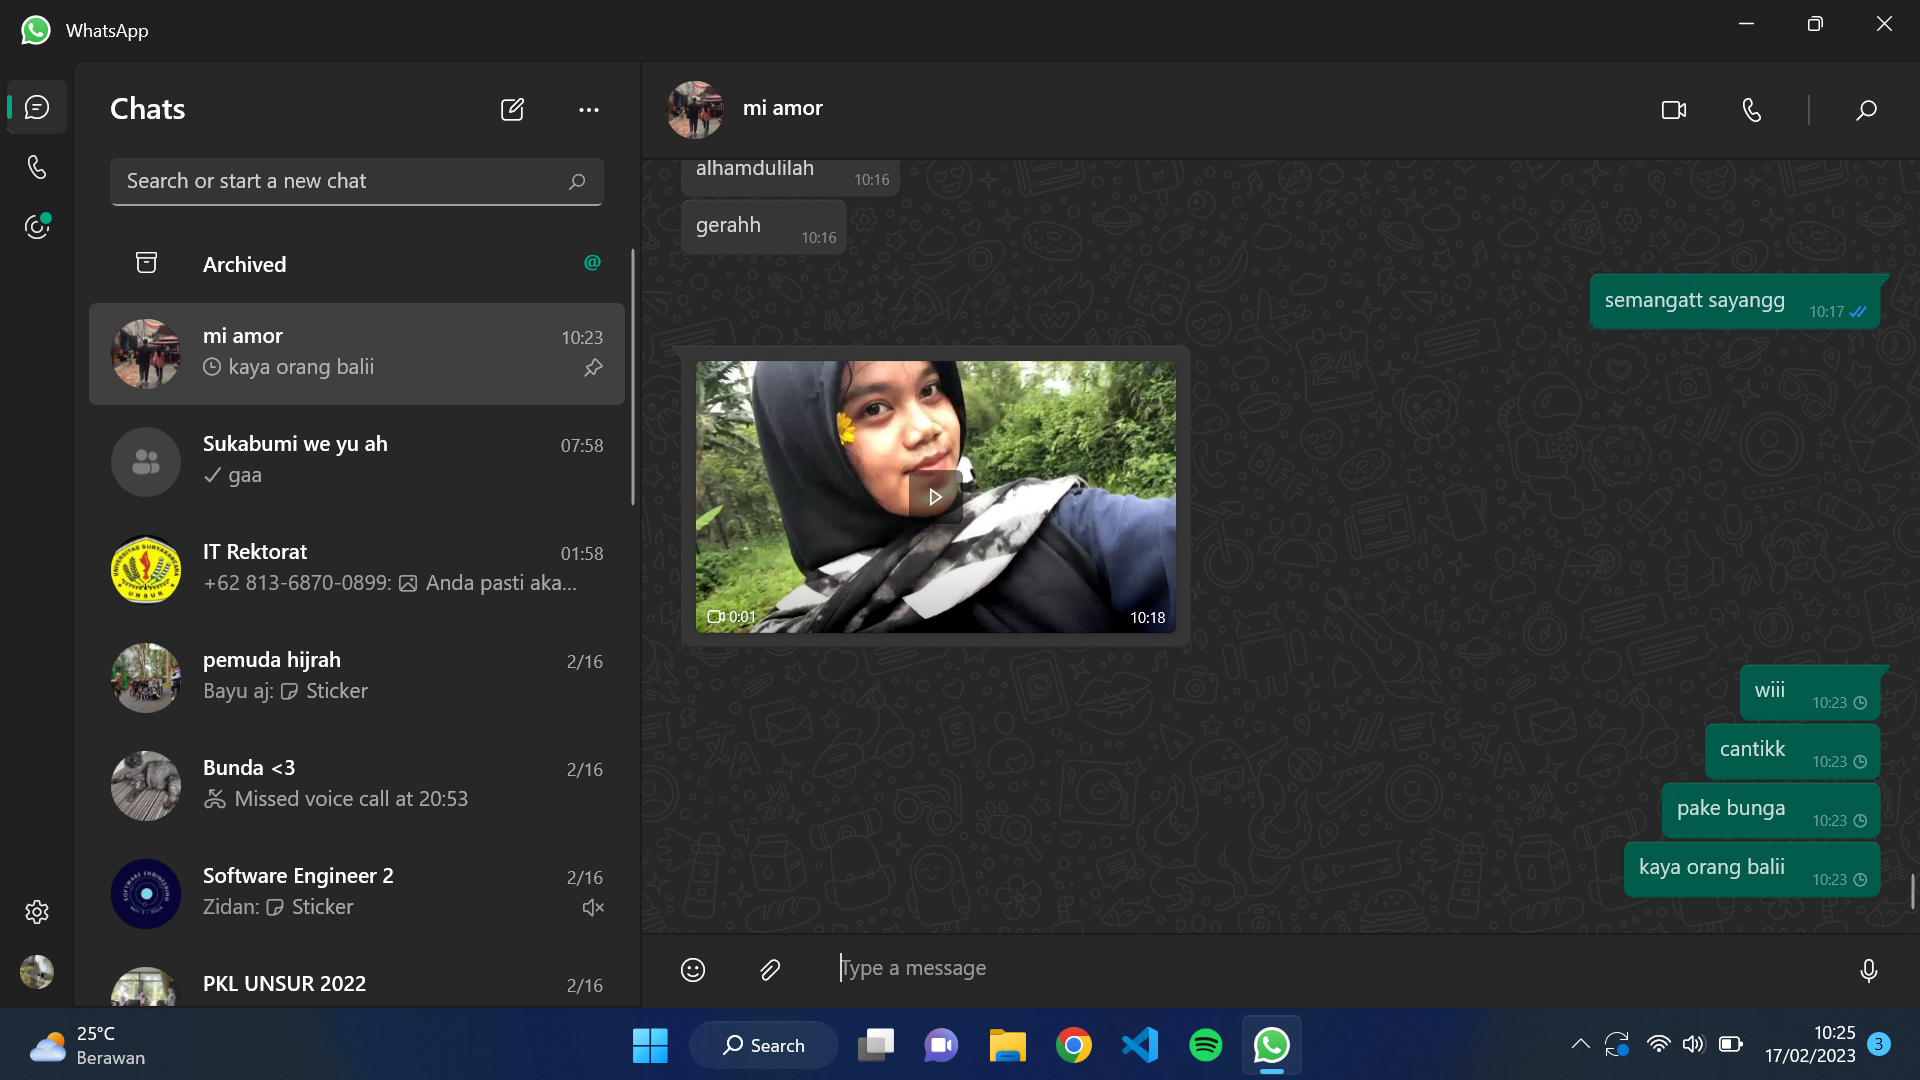 WhatsApp
Chats
Search or start a new chat
Archived @
mi amor 10:23
kaya orang balii
Sukabumi we yu ah 07:58
gaa
IT Rektorat 01:58
+62 813-6870-0899: Anda pasti aka...
pemuda hijrah 2/16
Bayu aj: Sticker
Bunda <3 2/16
Missed voice call at 20:53
Software Engineer 2 2/16
Zidan: Sticker
PKL UNSUR 2022 2/16
mi amor
alhamdulilah 10:16
gerahh 10:16
semangatt sayangg 10:17
0:01 10:18
wiii 10:23
cantikk 10:23
pake bunga 10:23
kaya orang balii 10:23
Type a message
25°C
Berawan
Search
10:25
17/02/2023 3